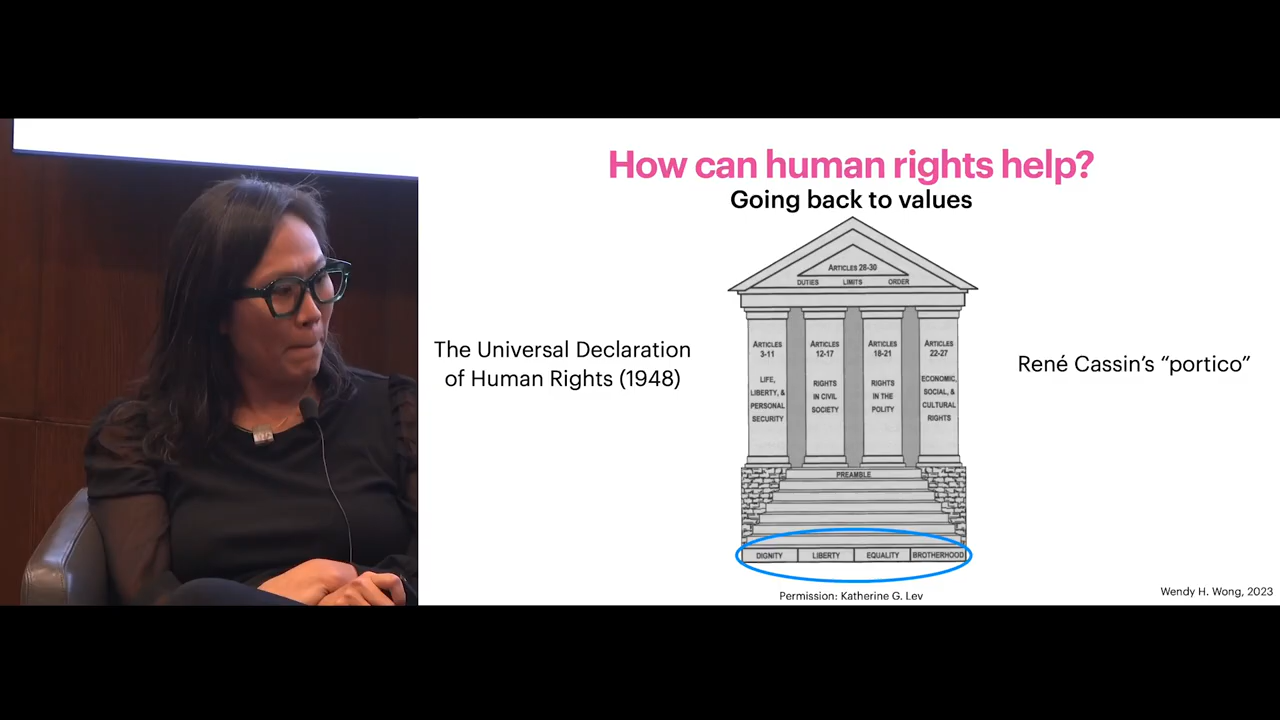 How can human rights help?
Going back to values
The Universal Declaration
of Human Rights (1948)
ARTICLES 28-30
DUTIES LIMITS ORDER
ARTICLES
3-11
LIFE,
LIBERTY, &
PERSONAL
SECURITY
ARTICLES
12-17
RIGHTS
IN CIVIL
SOCIETY
ARTICLES
18-21
RIGHTS
IN THE
POLITY
ARTICLES
22-27
ECONOMIC,
SOCIAL, &
CULTURAL
RIGHTS
PREAMBLE
DIGNITY LIBERTY EQUALITY BROTHERHOOD
René Cassin’s “portico”
Permission: Katherine G. Lev
Wendy H. Wong, 2023